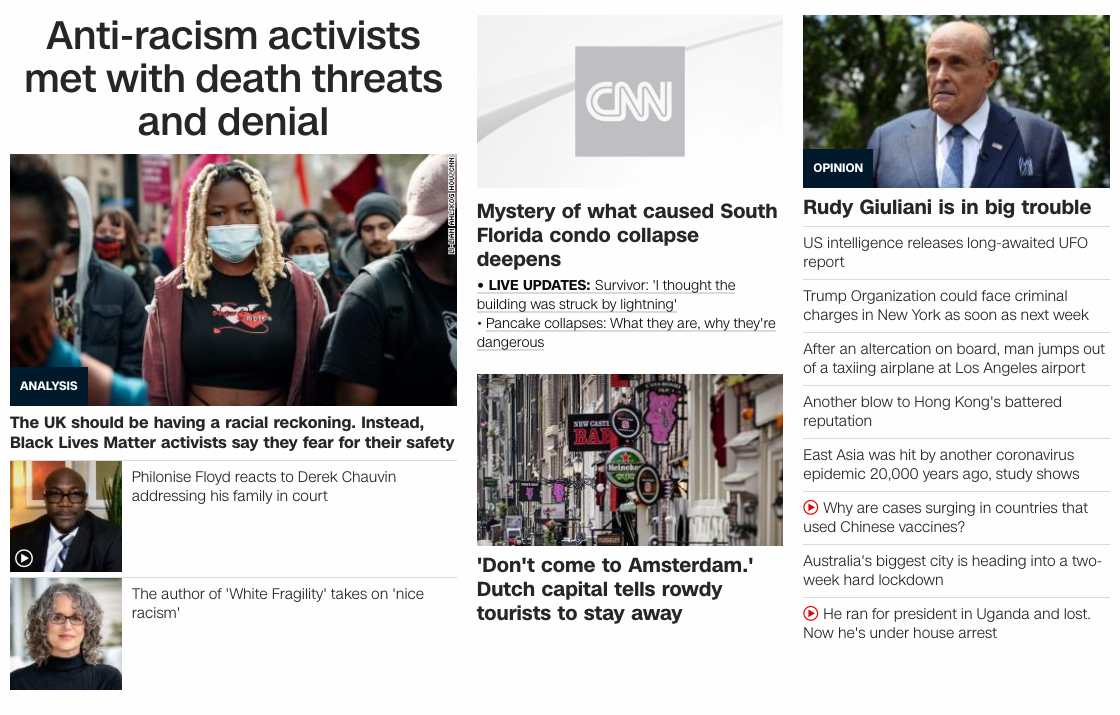 Anti-racism activists
met with death threats
and denial
LI-LIAN AHLSKOG HOU/CNN
ANALYSIS
The UK should be having a racial reckoning. Instead,
Black Lives Matter activists say they fear for their safety
Philonise Floyd reacts to Derek Chauvin
addressing his family in court
The author of 'White Fragility' takes on 'nice
racism'
CNN
Mystery of what caused South
Florida condo collapse
deepens
• LIVE UPDATES: Survivor: 'I thought the
building was struck by lightning'
• Pancake collapses: What they are, why they're
dangerous
NEW CASTL
BAR
Heineken
MUSEUM
'Don't come to Amsterdam.'
Dutch capital tells rowdy
tourists to stay away
OPINION
Rudy Giuliani is in big trouble
US intelligence releases long-awaited UFO
report
Trump Organization could face criminal
charges in New York as soon as next week
After an altercation on board, man jumps out
of a taxiing airplane at Los Angeles airport
Another blow to Hong Kong's battered
reputation
East Asia was hit by another coronavirus
epidemic 20,000 years ago, study shows
Why are cases surging in countries that
used Chinese vaccines?
Australia's biggest city is heading into a two-
week hard lockdown
He ran for president in Uganda and lost.
Now he's under house arrest